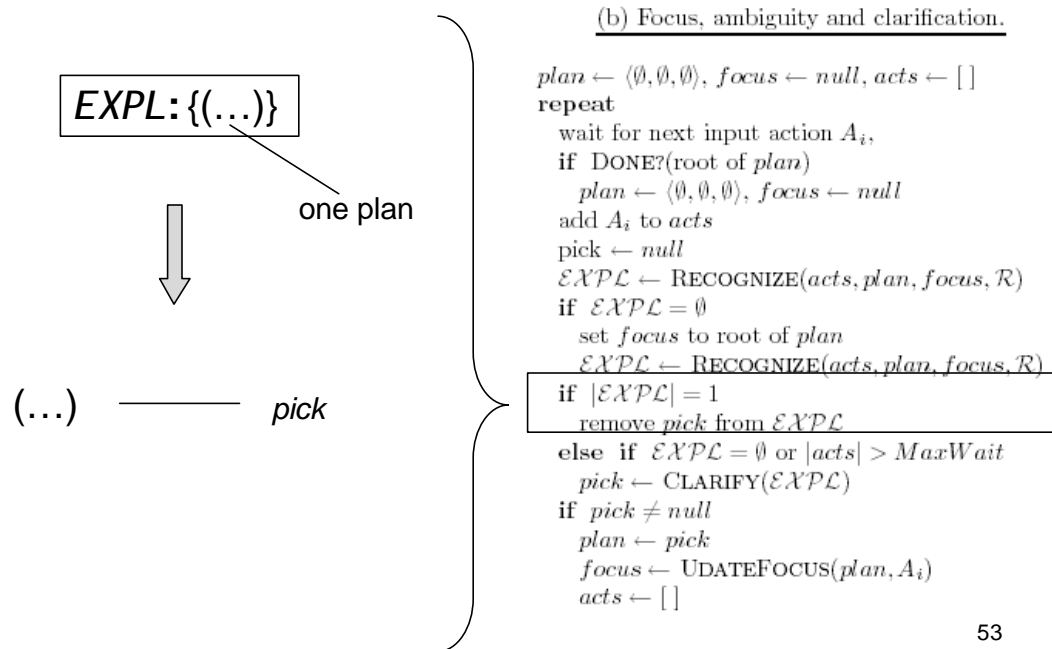 EXPL: {(…)}
one plan
(…)
pick
(b) Focus, ambiguity and clarification.
plan ← ⟨∅, ∅, ∅⟩, focus ← null, acts ← [ ]
repeat
wait for next input action Aᵢ,
if DONE?(root of plan)
plan ← ⟨∅, ∅, ∅⟩, focus ← null
add Aᵢ to acts
pick ← null
EXPL ← RECOGNIZE(acts, plan, focus, R)
if EXPL = ∅
set focus to root of plan
EXPL ← RECOGNIZE(acts, plan, focus, R)
if |EXPL| = 1
remove pick from EXPL
else if EXPL = ∅ or |acts| > MaxWait
pick ← CLARIFY(EXPL)
if pick ≠ null
plan ← pick
focus ← UDATEFOCUS(plan, Aᵢ)
acts ← [ ]
53